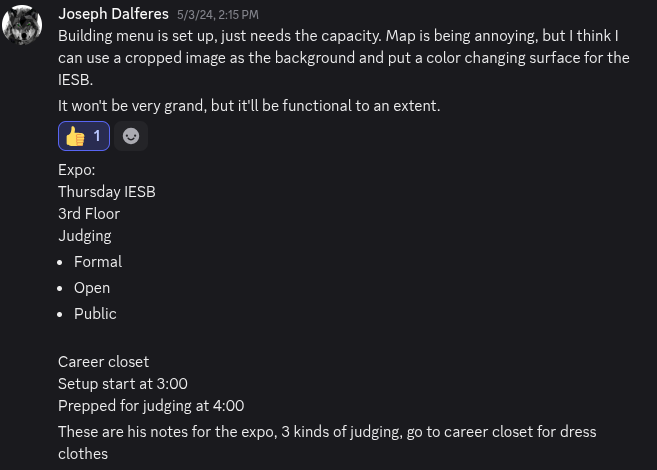 Joseph Dalferes 5/3/24, 2:15 PM
Building menu is set up, just needs the capacity. Map is being annoying, but I think I
can use a cropped image as the background and put a color changing surface for the
IESB.
It won't be very grand, but it'll be functional to an extent.
👍 1
Expo:
Thursday IESB
3rd Floor
Judging
• Formal
• Open
• Public
Career closet
Setup start at 3:00
Prepped for judging at 4:00
These are his notes for the expo, 3 kinds of judging, go to career closet for dress
clothes